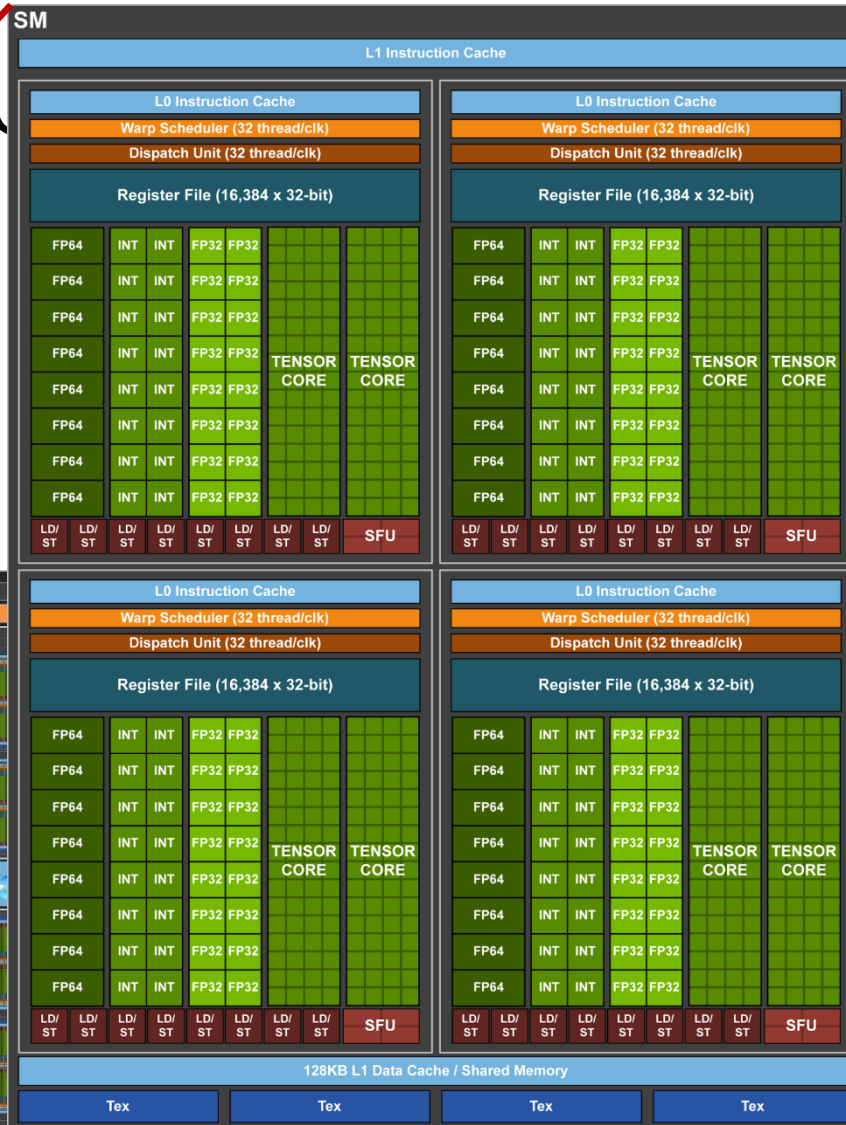 SM
L1 Instruction Cache
L0 Instruction Cache
Warp Scheduler (32 thread/clk)
Dispatch Unit (32 thread/clk)
Register File (16,384 x 32-bit)
FP64 INT INT FP32 FP32
FP64 INT INT FP32 FP32
FP64 INT INT FP32 FP32
FP64 INT INT FP32 FP32
FP64 INT INT FP32 FP32
FP64 INT INT FP32 FP32
FP64 INT INT FP32 FP32
FP64 INT INT FP32 FP32
TENSOR TENSOR
CORE CORE
LD/ LD/ LD/ LD/ LD/ LD/ LD/ LD/
ST ST ST ST ST ST ST ST
SFU
L0 Instruction Cache
Warp Scheduler (32 thread/clk)
Dispatch Unit (32 thread/clk)
Register File (16,384 x 32-bit)
FP64 INT INT FP32 FP32
FP64 INT INT FP32 FP32
FP64 INT INT FP32 FP32
FP64 INT INT FP32 FP32
FP64 INT INT FP32 FP32
FP64 INT INT FP32 FP32
FP64 INT INT FP32 FP32
FP64 INT INT FP32 FP32
TENSOR TENSOR
CORE CORE
LD/ LD/ LD/ LD/ LD/ LD/ LD/ LD/
ST ST ST ST ST ST ST ST
SFU
L0 Instruction Cache
Warp Scheduler (32 thread/clk)
Dispatch Unit (32 thread/clk)
Register File (16,384 x 32-bit)
FP64 INT INT FP32 FP32
FP64 INT INT FP32 FP32
FP64 INT INT FP32 FP32
FP64 INT INT FP32 FP32
FP64 INT INT FP32 FP32
FP64 INT INT FP32 FP32
FP64 INT INT FP32 FP32
FP64 INT INT FP32 FP32
TENSOR TENSOR
CORE CORE
LD/ LD/ LD/ LD/ LD/ LD/ LD/ LD/
ST ST ST ST ST ST ST ST
SFU
L0 Instruction Cache
Warp Scheduler (32 thread/clk)
Dispatch Unit (32 thread/clk)
Register File (16,384 x 32-bit)
FP64 INT INT FP32 FP32
FP64 INT INT FP32 FP32
FP64 INT INT FP32 FP32
FP64 INT INT FP32 FP32
FP64 INT INT FP32 FP32
FP64 INT INT FP32 FP32
FP64 INT INT FP32 FP32
FP64 INT INT FP32 FP32
TENSOR TENSOR
CORE CORE
LD/ LD/ LD/ LD/ LD/ LD/ LD/ LD/
ST ST ST ST ST ST ST ST
SFU
128KB L1 Data Cache / Shared Memory
Tex Tex Tex Tex